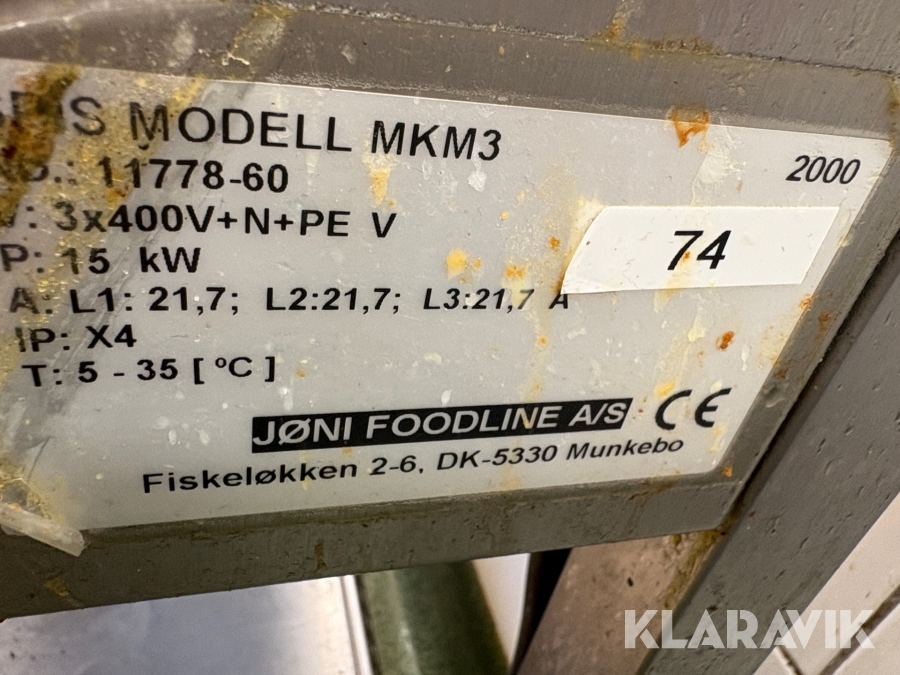 MODELL MKM3
2000
11778-60
V: 3x400V+N+PE V
74
P: 15 kW
A: L1: 21,7; L2:21,7; L3:21,7 A
IP: X4
T: 5 - 35 [ °C ]
JØNI FOODLINE A/S CE
Fiskeløkken 2-6, DK-5330 Munkebo
KLARAVIK